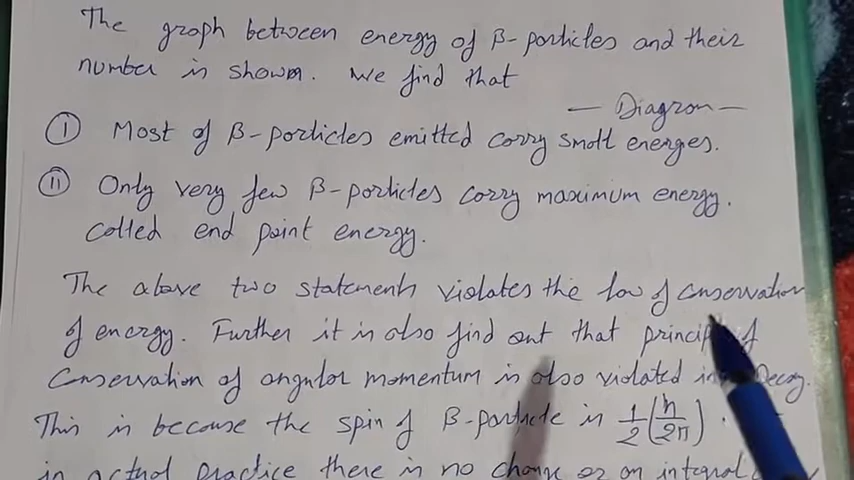 The graph between energy of β-particles and their
number is shown. We find that
— Diagram —
I Most of β-particles emitted carry small energes.
II Only very few β-particles carry maximum energy.
called end point energy.
The above two statements violates the law of conservation
of energy. Further it is also find out that of
Conservation of angular momentum is also violated in Decay.
This is because the spin of β-particle is 1/2 (h/2π)
in actual practice there is no change or an integral